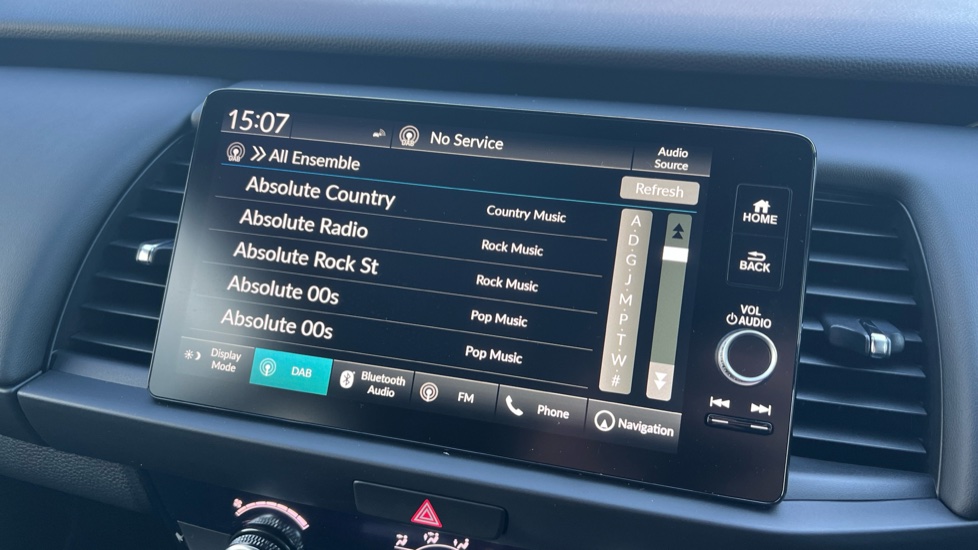 15:07
DAB
No Service
Audio
Source
DAB
All Ensemble
Refresh
Absolute Country
Country Music
Absolute Radio
Rock Music
Absolute Rock St
Rock Music
Absolute 00s
Pop Music
Absolute 00s
Pop Music
A
D
G
J
M
P
T
W
#
Display
Mode
DAB
Bluetooth
Audio
FM
Phone
Navigation
HOME
BACK
VOL
AUDIO